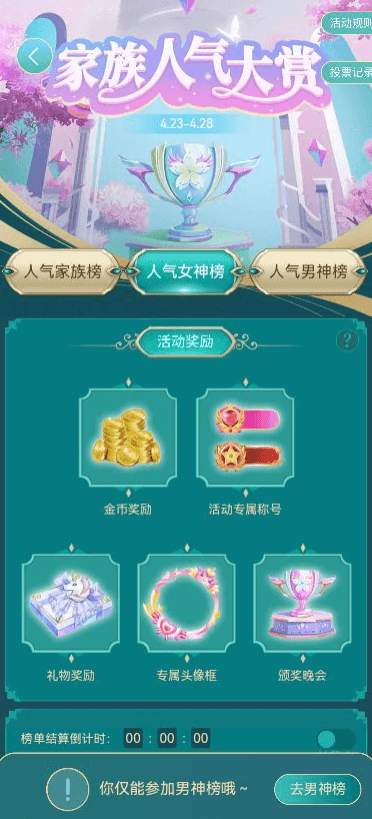 活动规则
家族人气大赏
投票记录
4.23-4.28
人气家族榜
人气女神榜
人气男神榜
活动奖励
?
金币奖励
活动专属称号
礼物奖励
专属头像框
颁奖晚会
榜单结算倒计时： 00 : 00 : 00
! 你仅能参加男神榜哦~ 去男神榜